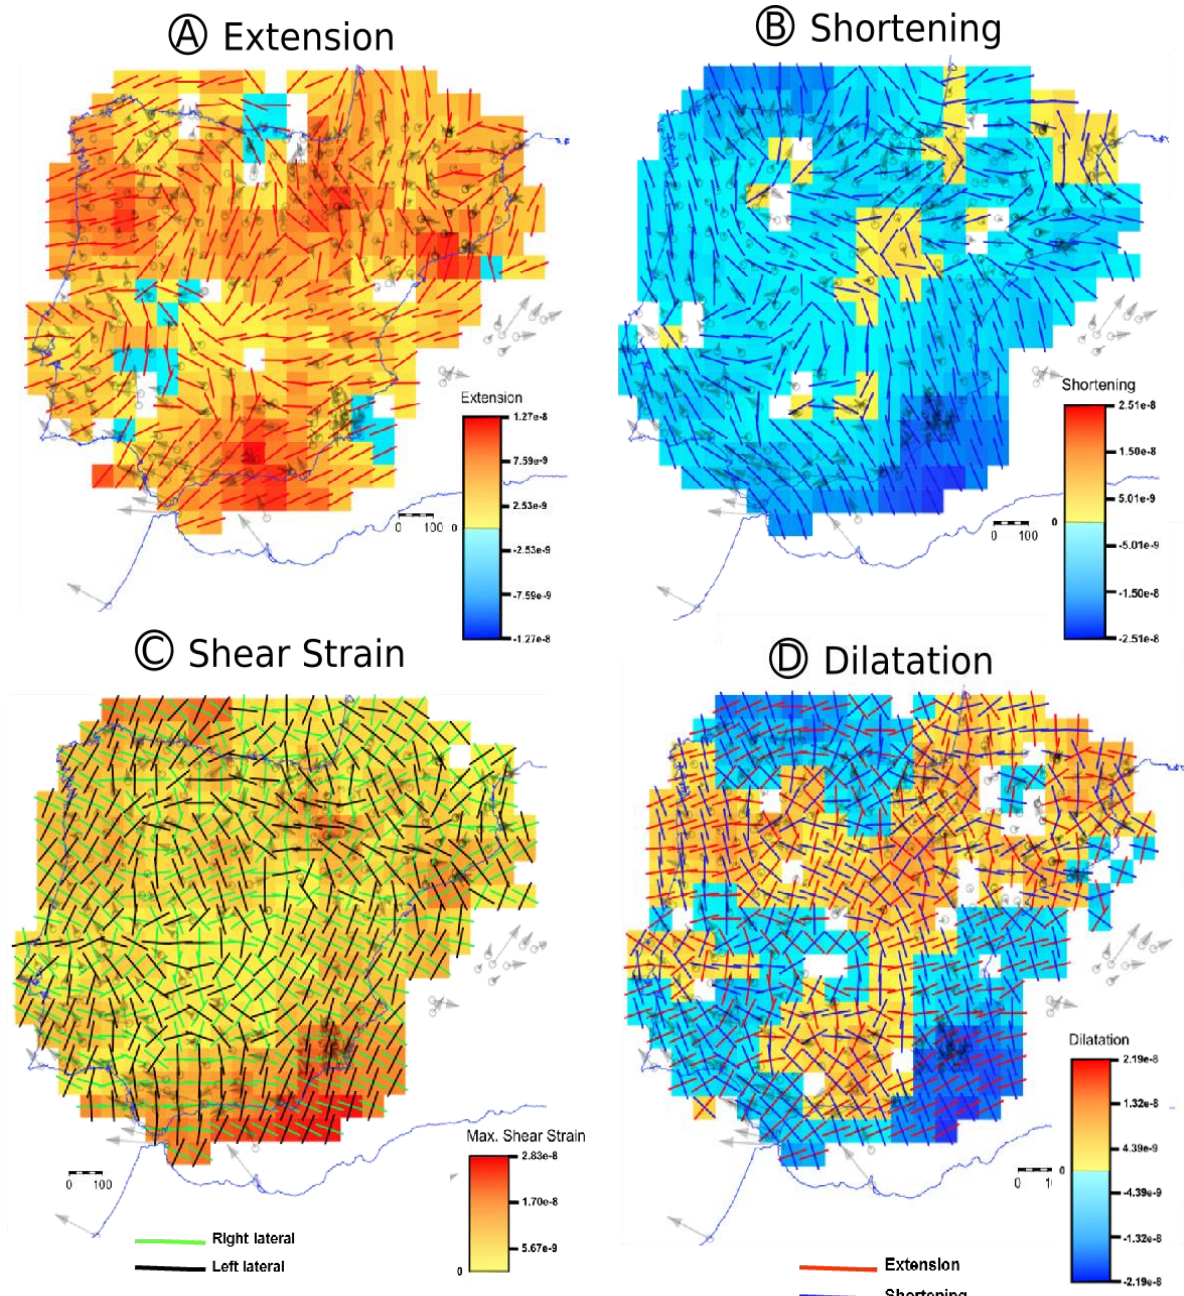 Ⓐ Extension
Ⓑ Shortening
Extension
1.27e-8
7.59e-9
2.53e-9
0
-2.53e-9
-7.59e-9
-1.27e-8
0 100
Shortening
2.51e-8
1.50e-8
5.01e-9
0
-5.01e-9
-1.50e-8
-2.51e-8
0 100
Ⓒ Shear Strain
Ⓓ Dilatation
Max. Shear Strain
2.83e-8
1.70e-8
5.67e-9
0
0 100
Right lateral
Left lateral
Dilatation
2.19e-8
1.32e-8
4.39e-9
0
-4.39e-9
-1.32e-8
-2.19e-8
0 1
Extension
Shortening